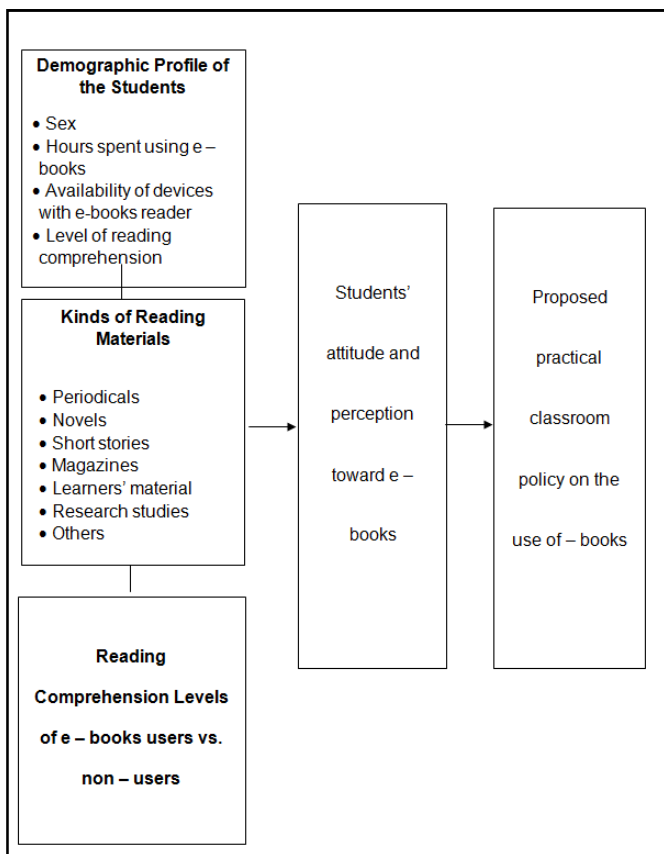 Demographic Profile of
the Students
• Sex
• Hours spent using e –
books
• Availability of devices
with e-books reader
• Level of reading
comprehension
Kinds of Reading
Materials
• Periodicals
• Novels
• Short stories
• Magazines
• Learners’ material
• Research studies
• Others
Reading
Comprehension Levels
of e – books users vs.
non – users
Students’
attitude and
perception
toward e –
books
Proposed
practical
classroom
policy on the
use of – books